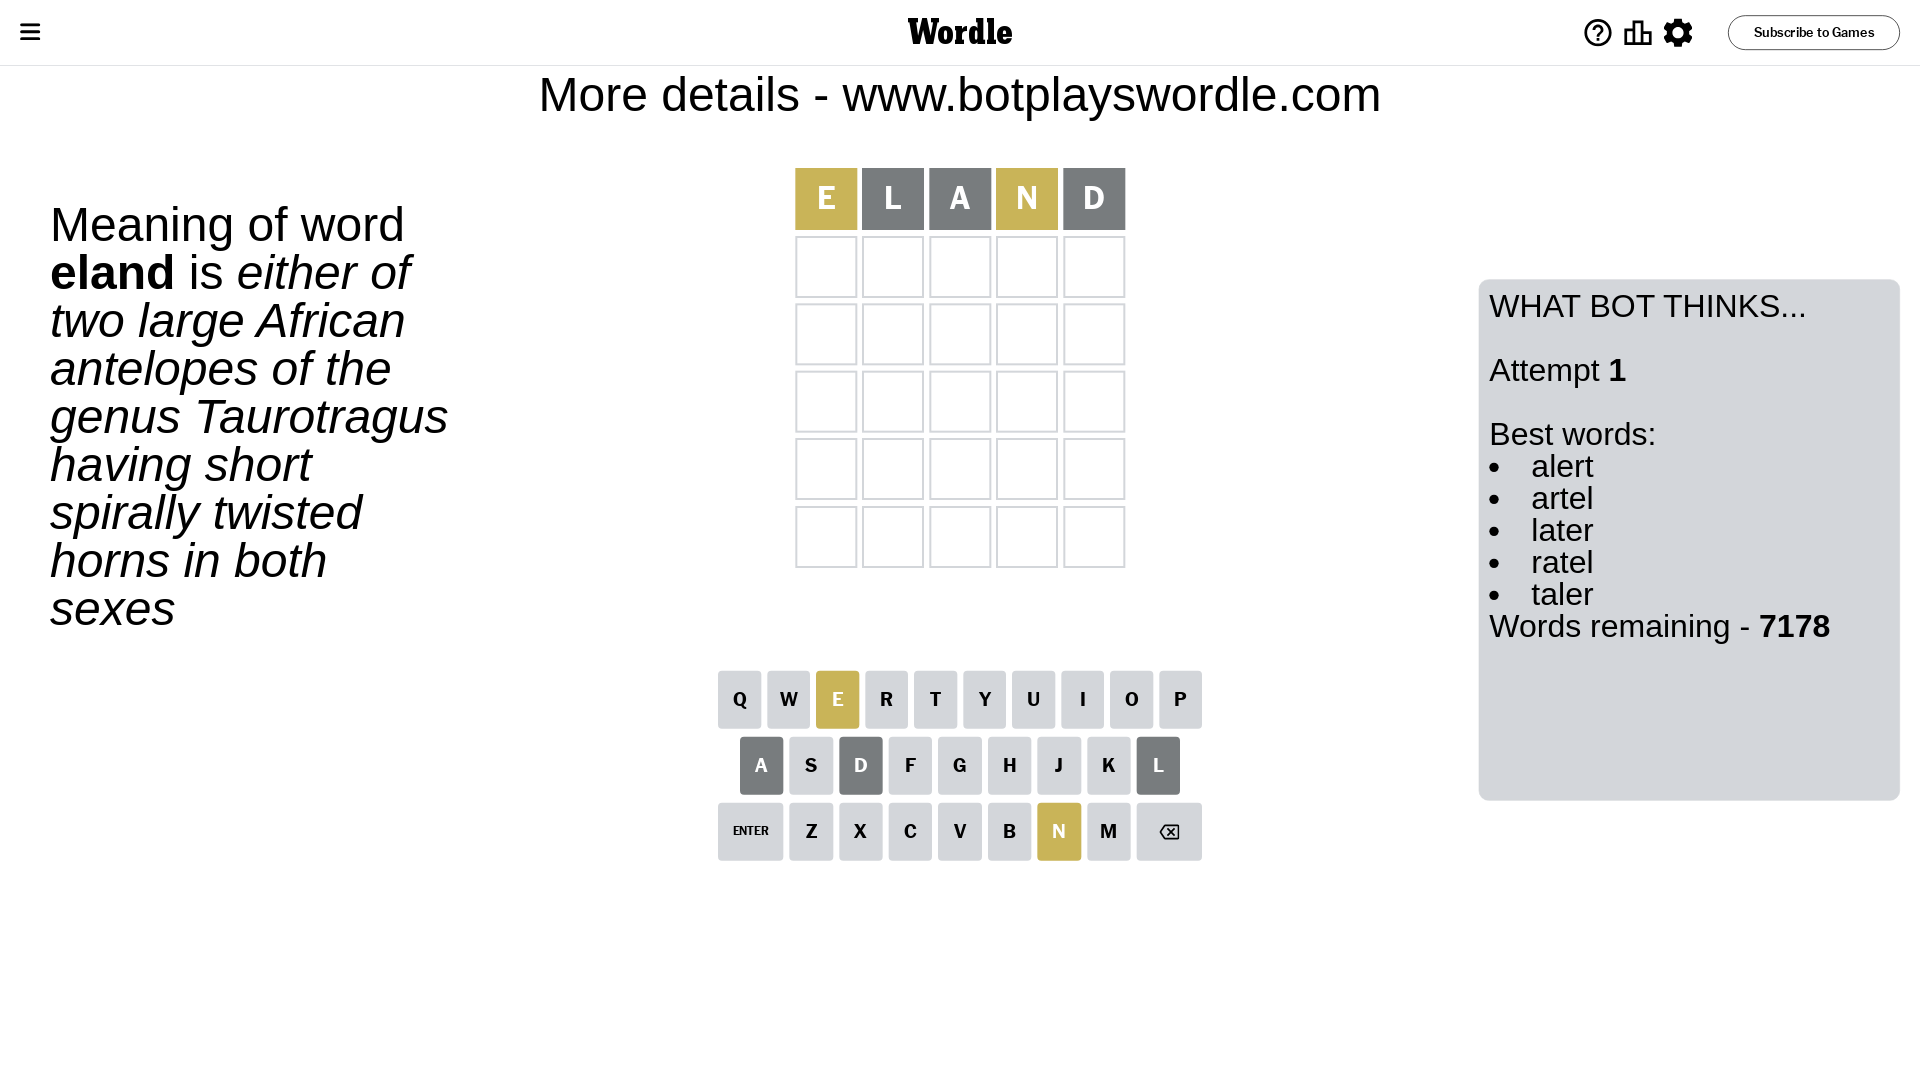 Wordle
Subscribe to Games
More details - www.botplayswordle.com
Meaning of word
eland is either of
two large African
antelopes of the
genus Taurotragus
having short
spirally twisted
horns in both
sexes
E L A N D
WHAT BOT THINKS...
Attempt 1
Best words:
• alert
• artel
• later
• ratel
• taler
Words remaining - 7178
Q W E R T Y U I O P
A S D F G H J K L
ENTER Z X C V B N M